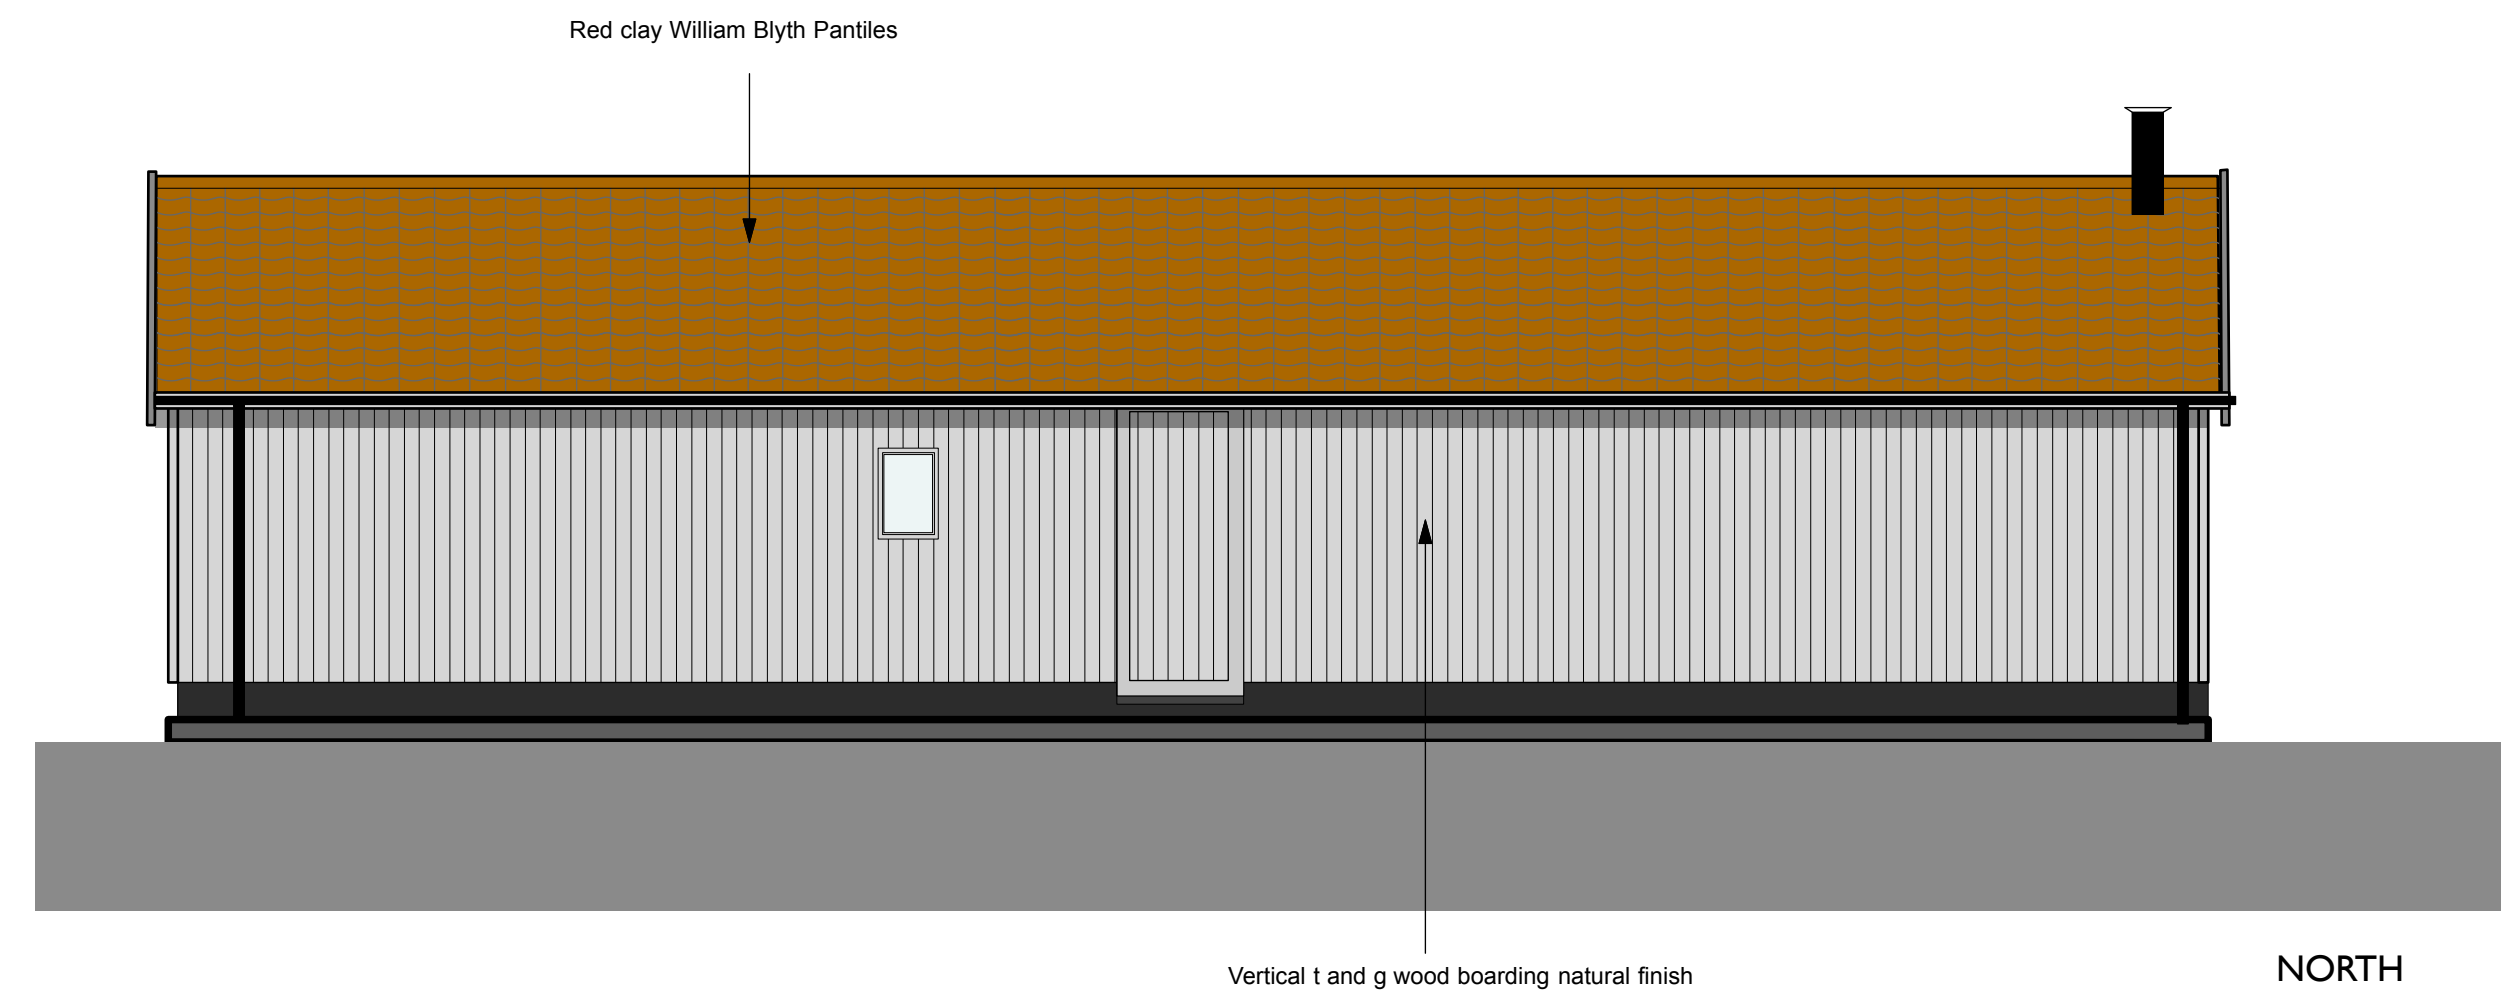 Red clay William Blyth Pantiles
Vertical t and g wood boarding natural finish
NORTH